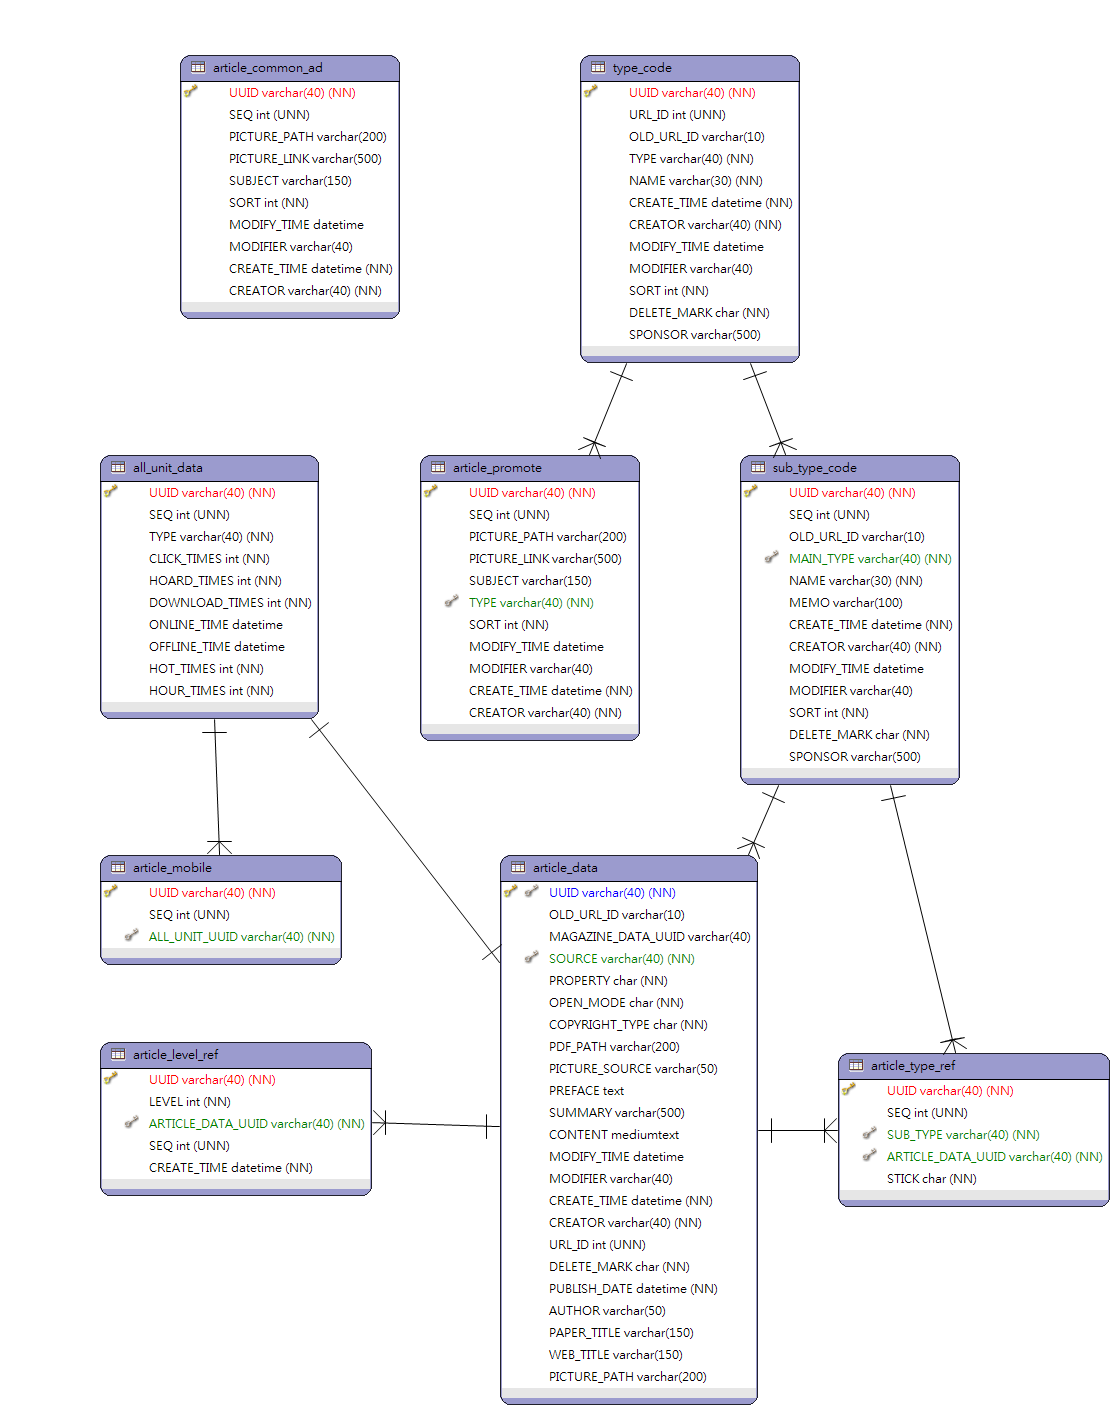 article_common_ad
UUID varchar(40) (NN)
SEQ int (UNN)
PICTURE_PATH varchar(200)
PICTURE_LINK varchar(500)
SUBJECT varchar(150)
SORT int (NN)
MODIFY_TIME datetime
MODIFIER varchar(40)
CREATE_TIME datetime (NN)
CREATOR varchar(40) (NN)
type_code
UUID varchar(40) (NN)
URL_ID int (UNN)
OLD_URL_ID varchar(10)
TYPE varchar(40) (NN)
NAME varchar(30) (NN)
CREATE_TIME datetime (NN)
CREATOR varchar(40) (NN)
MODIFY_TIME datetime
MODIFIER varchar(40)
SORT int (NN)
DELETE_MARK char (NN)
SPONSOR varchar(500)
all_unit_data
UUID varchar(40) (NN)
SEQ int (UNN)
TYPE varchar(40) (NN)
CLICK_TIMES int (NN)
HOARD_TIMES int (NN)
DOWNLOAD_TIMES int (NN)
ONLINE_TIME datetime
OFFLINE_TIME datetime
HOT_TIMES int (NN)
HOUR_TIMES int (NN)
article_promote
UUID varchar(40) (NN)
SEQ int (UNN)
PICTURE_PATH varchar(200)
PICTURE_LINK varchar(500)
SUBJECT varchar(150)
TYPE varchar(40) (NN)
SORT int (NN)
MODIFY_TIME datetime
MODIFIER varchar(40)
CREATE_TIME datetime (NN)
CREATOR varchar(40) (NN)
sub_type_code
UUID varchar(40) (NN)
SEQ int (UNN)
OLD_URL_ID varchar(10)
MAIN_TYPE varchar(40) (NN)
NAME varchar(30) (NN)
MEMO varchar(100)
CREATE_TIME datetime (NN)
CREATOR varchar(40) (NN)
MODIFY_TIME datetime
MODIFIER varchar(40)
SORT int (NN)
DELETE_MARK char (NN)
SPONSOR varchar(500)
article_mobile
UUID varchar(40) (NN)
SEQ int (UNN)
ALL_UNIT_UUID varchar(40) (NN)
article_data
UUID varchar(40) (NN)
OLD_URL_ID varchar(10)
MAGAZINE_DATA_UUID varchar(40)
SOURCE varchar(40) (NN)
PROPERTY char (NN)
OPEN_MODE char (NN)
COPYRIGHT_TYPE char (NN)
PDF_PATH varchar(200)
PICTURE_SOURCE varchar(50)
PREFACE text
SUMMARY varchar(500)
CONTENT mediumtext
MODIFY_TIME datetime
MODIFIER varchar(40)
CREATE_TIME datetime (NN)
CREATOR varchar(40) (NN)
URL_ID int (UNN)
DELETE_MARK char (NN)
PUBLISH_DATE datetime (NN)
AUTHOR varchar(50)
PAPER_TITLE varchar(150)
WEB_TITLE varchar(150)
PICTURE_PATH varchar(200)
article_level_ref
UUID varchar(40) (NN)
LEVEL int (NN)
ARTICLE_DATA_UUID varchar(40) (NN)
SEQ int (UNN)
CREATE_TIME datetime (NN)
article_type_ref
UUID varchar(40) (NN)
SEQ int (UNN)
SUB_TYPE varchar(40) (NN)
ARTICLE_DATA_UUID varchar(40) (NN)
STICK char (NN)